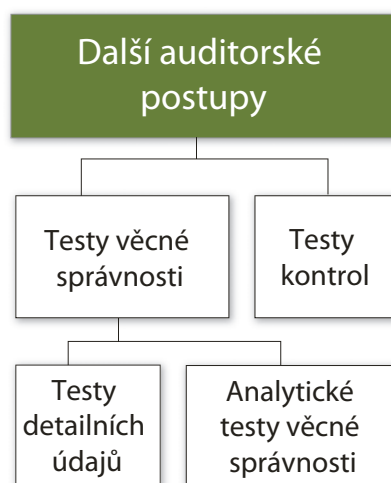 Další auditorské
postupy
Testy věcné
správnosti
Testy
kontrol
Testy
detailních
údajů
Analytické
testy věcné
správnosti